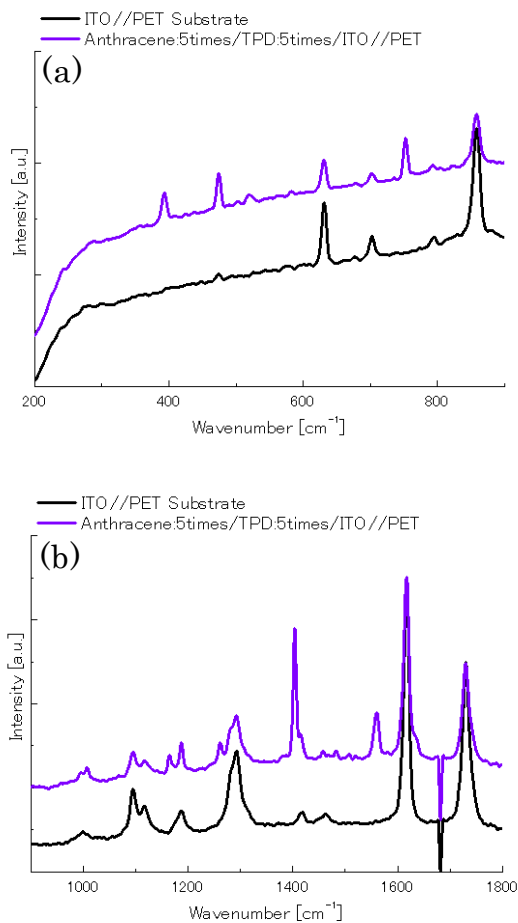 ITO//PET Substrate
Anthracene:5times/TPD:5times/ITO//PET
(a)
Intensity [a.u.]
200 400 600 800
Wavenumber [cm⁻¹]
ITO//PET Substrate
Anthracene:5times/TPD:5times/ITO//PET
(b)
Intensity [a.u.]
1000 1200 1400 1600 1800
Wavenumber [cm⁻¹]